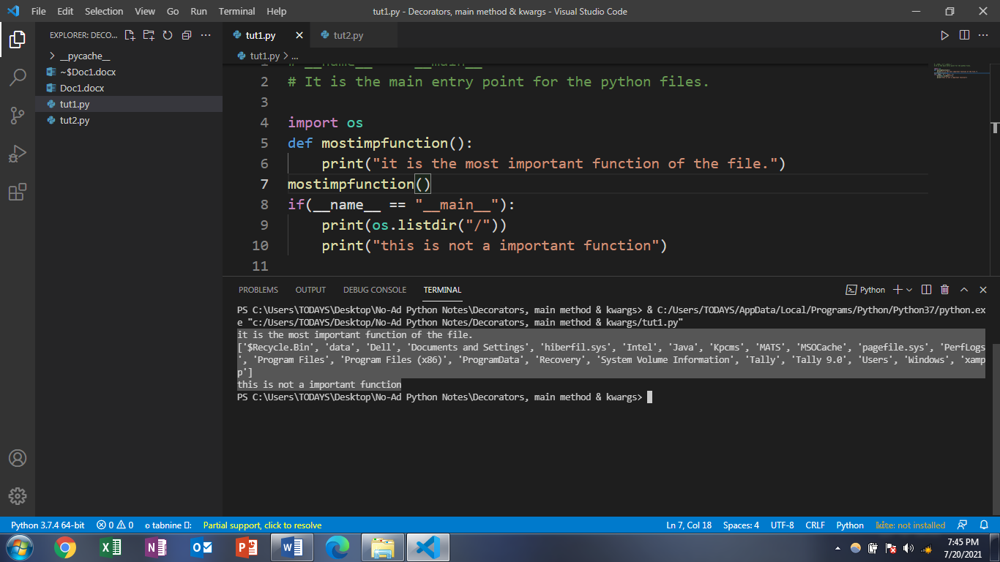 File Edit Selection View Go Run Terminal Help
tut1.py - Decorators, main method & kwargs - Visual Studio Code
EXPLORER: DECO...
__pycache__
~$Doc1.docx
Doc1.docx
tut1.py
tut2.py
tut1.py tut2.py
tut1.py > ...
2 # It is the main entry point for the python files.
3
4 import os
5 def mostimpfunction():
6     print("it is the most important function of the file.")
7 mostimpfunction()
8 if(__name__ == "__main__"):
9     print(os.listdir("/"))
10     print("this is not a important function")
11
PROBLEMS OUTPUT DEBUG CONSOLE TERMINAL
Python
PS C:\Users\TODAYS\Desktop\No-Ad Python Notes\Decorators, main method & kwargs> & C:/Users/TODAYS/AppData/Local/Programs/Python/Python37/python.ex
e "c:/Users/TODAYS/Desktop/No-Ad Python Notes/Decorators, main method & kwargs/tut1.py"
it is the most important function of the file.
['$Recycle.Bin', 'data', 'Dell', 'Documents and Settings', 'hiberfil.sys', 'Intel', 'Java', 'Kpcms', 'MATS', 'MSOCache', 'pagefile.sys', 'PerfLogs
', 'Program Files', 'Program Files (x86)', 'ProgramData', 'Recovery', 'System Volume Information', 'Tally', 'Tally 9.0', 'Users', 'Windows', 'xamp
p']
this is not a important function
PS C:\Users\TODAYS\Desktop\No-Ad Python Notes\Decorators, main method & kwargs>
Python 3.7.4 64-bit 0 0 tabnine Partial support, click to resolve
Ln 7, Col 18 Spaces: 4 UTF-8 CRLF Python kite: not installed
7:45 PM
7/20/2021